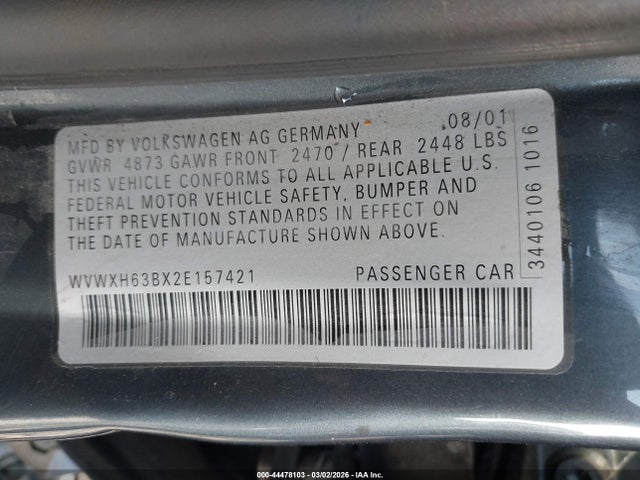 08/01
MFD BY VOLKSWAGEN AG GERMANY
GVWR 4873 GAWR FRONT 2470 / REAR 2448 LBS
THIS VEHICLE CONFORMS TO ALL APPLICABLE U.S.
FEDERAL MOTOR VEHICLE SAFETY, BUMPER AND
THEFT PREVENTION STANDARDS IN EFFECT ON
THE DATE OF MANUFACTURE SHOWN ABOVE.
WVWXH63BX2E157421 PASSENGER CAR
3440106 1016
000-44478103 - 03/02/2026 - IAA Inc.